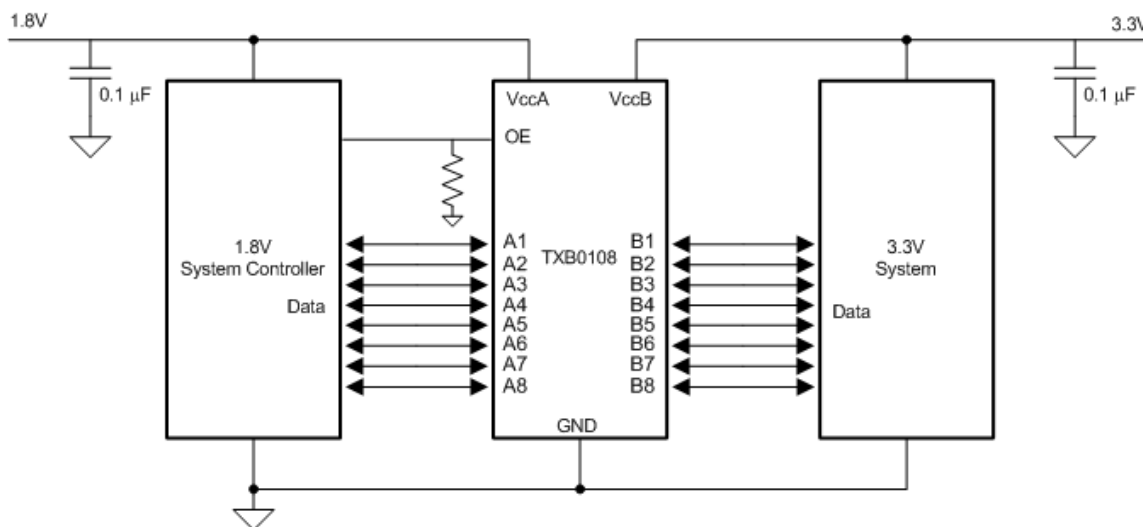 1.8V
3.3V
0.1 µF
0.1 µF
VccA
VccB
OE
1.8V
System Controller
Data
A1
A2
A3
A4
A5
A6
A7
A8
TXB0108
B1
B2
B3
B4
B5
B6
B7
B8
GND
3.3V
System
Data